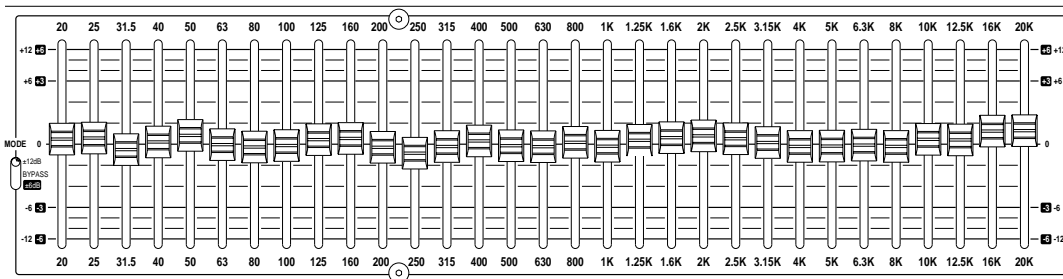 20 25 31.5 40 50 63 80 100 125 160 200 250 315 400 500 630 800 1K 1.25K 1.6K 2K 2.5K 3.15K 4K 5K 6.3K 8K 10K 12.5K 16K 20K
+12 +6 +6 +12
+6 +3 +3 +6
MODE 0 0
±12dB
BYPASS
±6dB
-6 -3 -3 -6
-12 -6 -6 -12
20 25 31.5 40 50 63 80 100 125 160 200 250 315 400 500 630 800 1K 1.25K 1.6K 2K 2.5K 3.15K 4K 5K 6.3K 8K 10K 12.5K 16K 20K